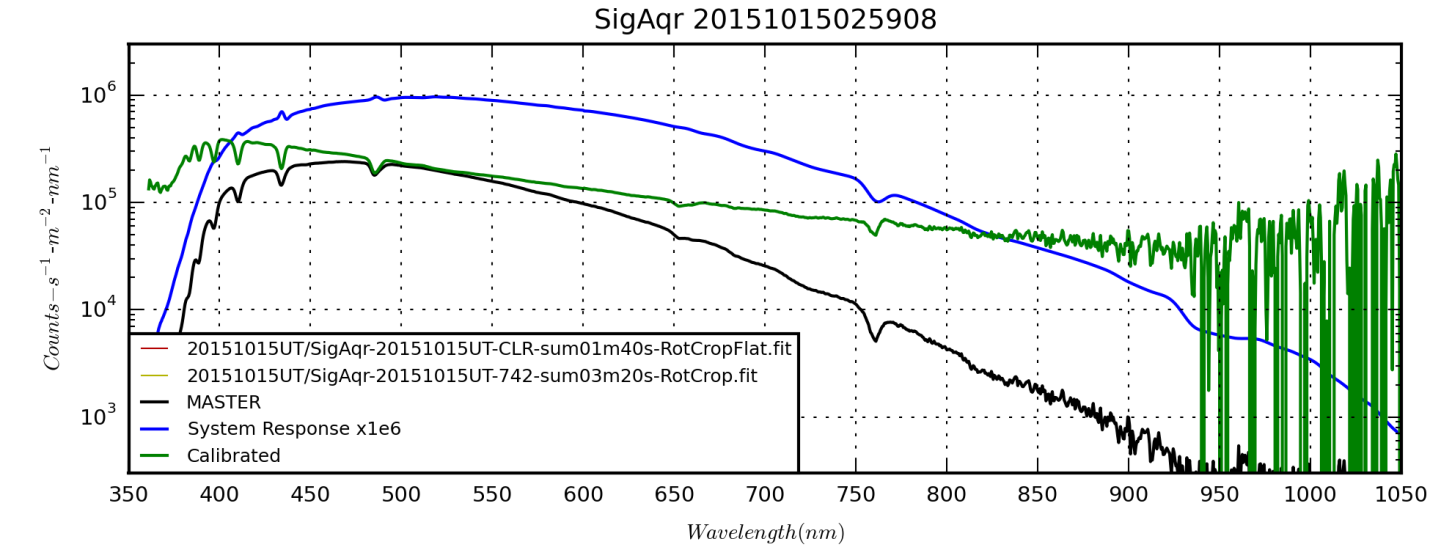 SigAqr 20151015025908
10^6
10^5
10^4
10^3
Counts-s^-1-m^-2-nm^-1
20151015UT/SigAqr-20151015UT-CLR-sum01m40s-RotCropFlat.fit
20151015UT/SigAqr-20151015UT-742-sum03m20s-RotCrop.fit
MASTER
System Response x1e6
Calibrated
350 400 450 500 550 600 650 700 750 800 850 900 950 1000 1050
Wavelength(nm)